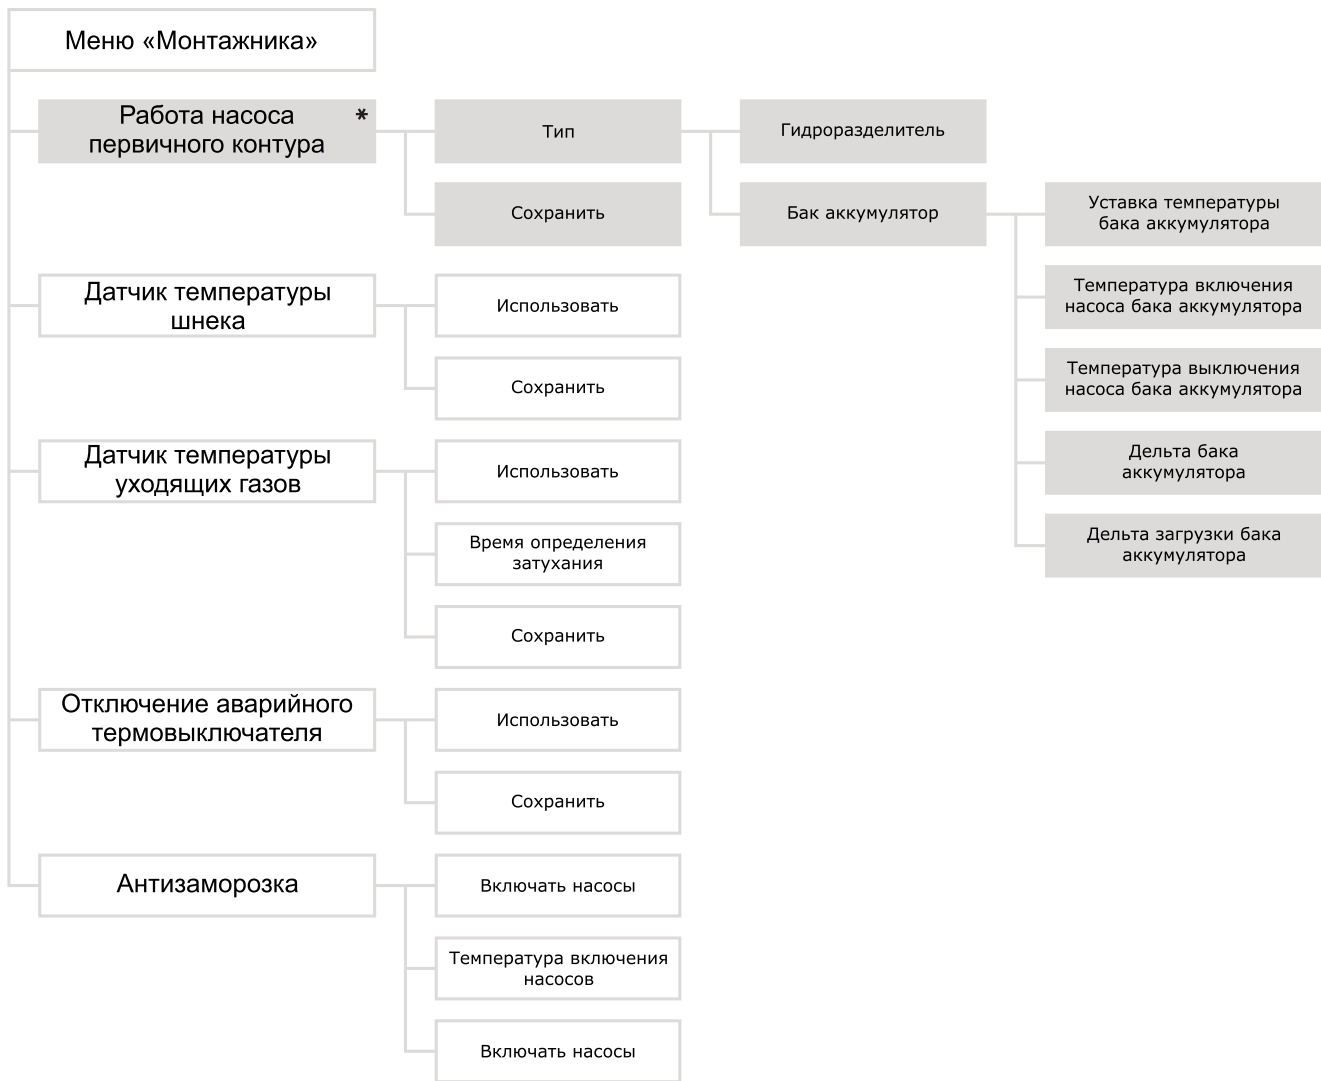 Меню «Монтажника»
Работа насоса *
первичного контура
Тип
Гидроразделитель
Сохранить
Бак аккумулятор
Уставка температуры
бака аккумулятора
Температура включения
насоса бака аккумулятора
Температура выключения
насоса бака аккумулятора
Дельта бака
аккумулятора
Дельта загрузки бака
аккумулятора
Датчик температуры
шнека
Использовать
Сохранить
Датчик температуры
уходящих газов
Использовать
Время определения
затухания
Сохранить
Отключение аварийного
термовыключателя
Использовать
Сохранить
Антизаморозка
Включать насосы
Температура включения
насосов
Включать насосы